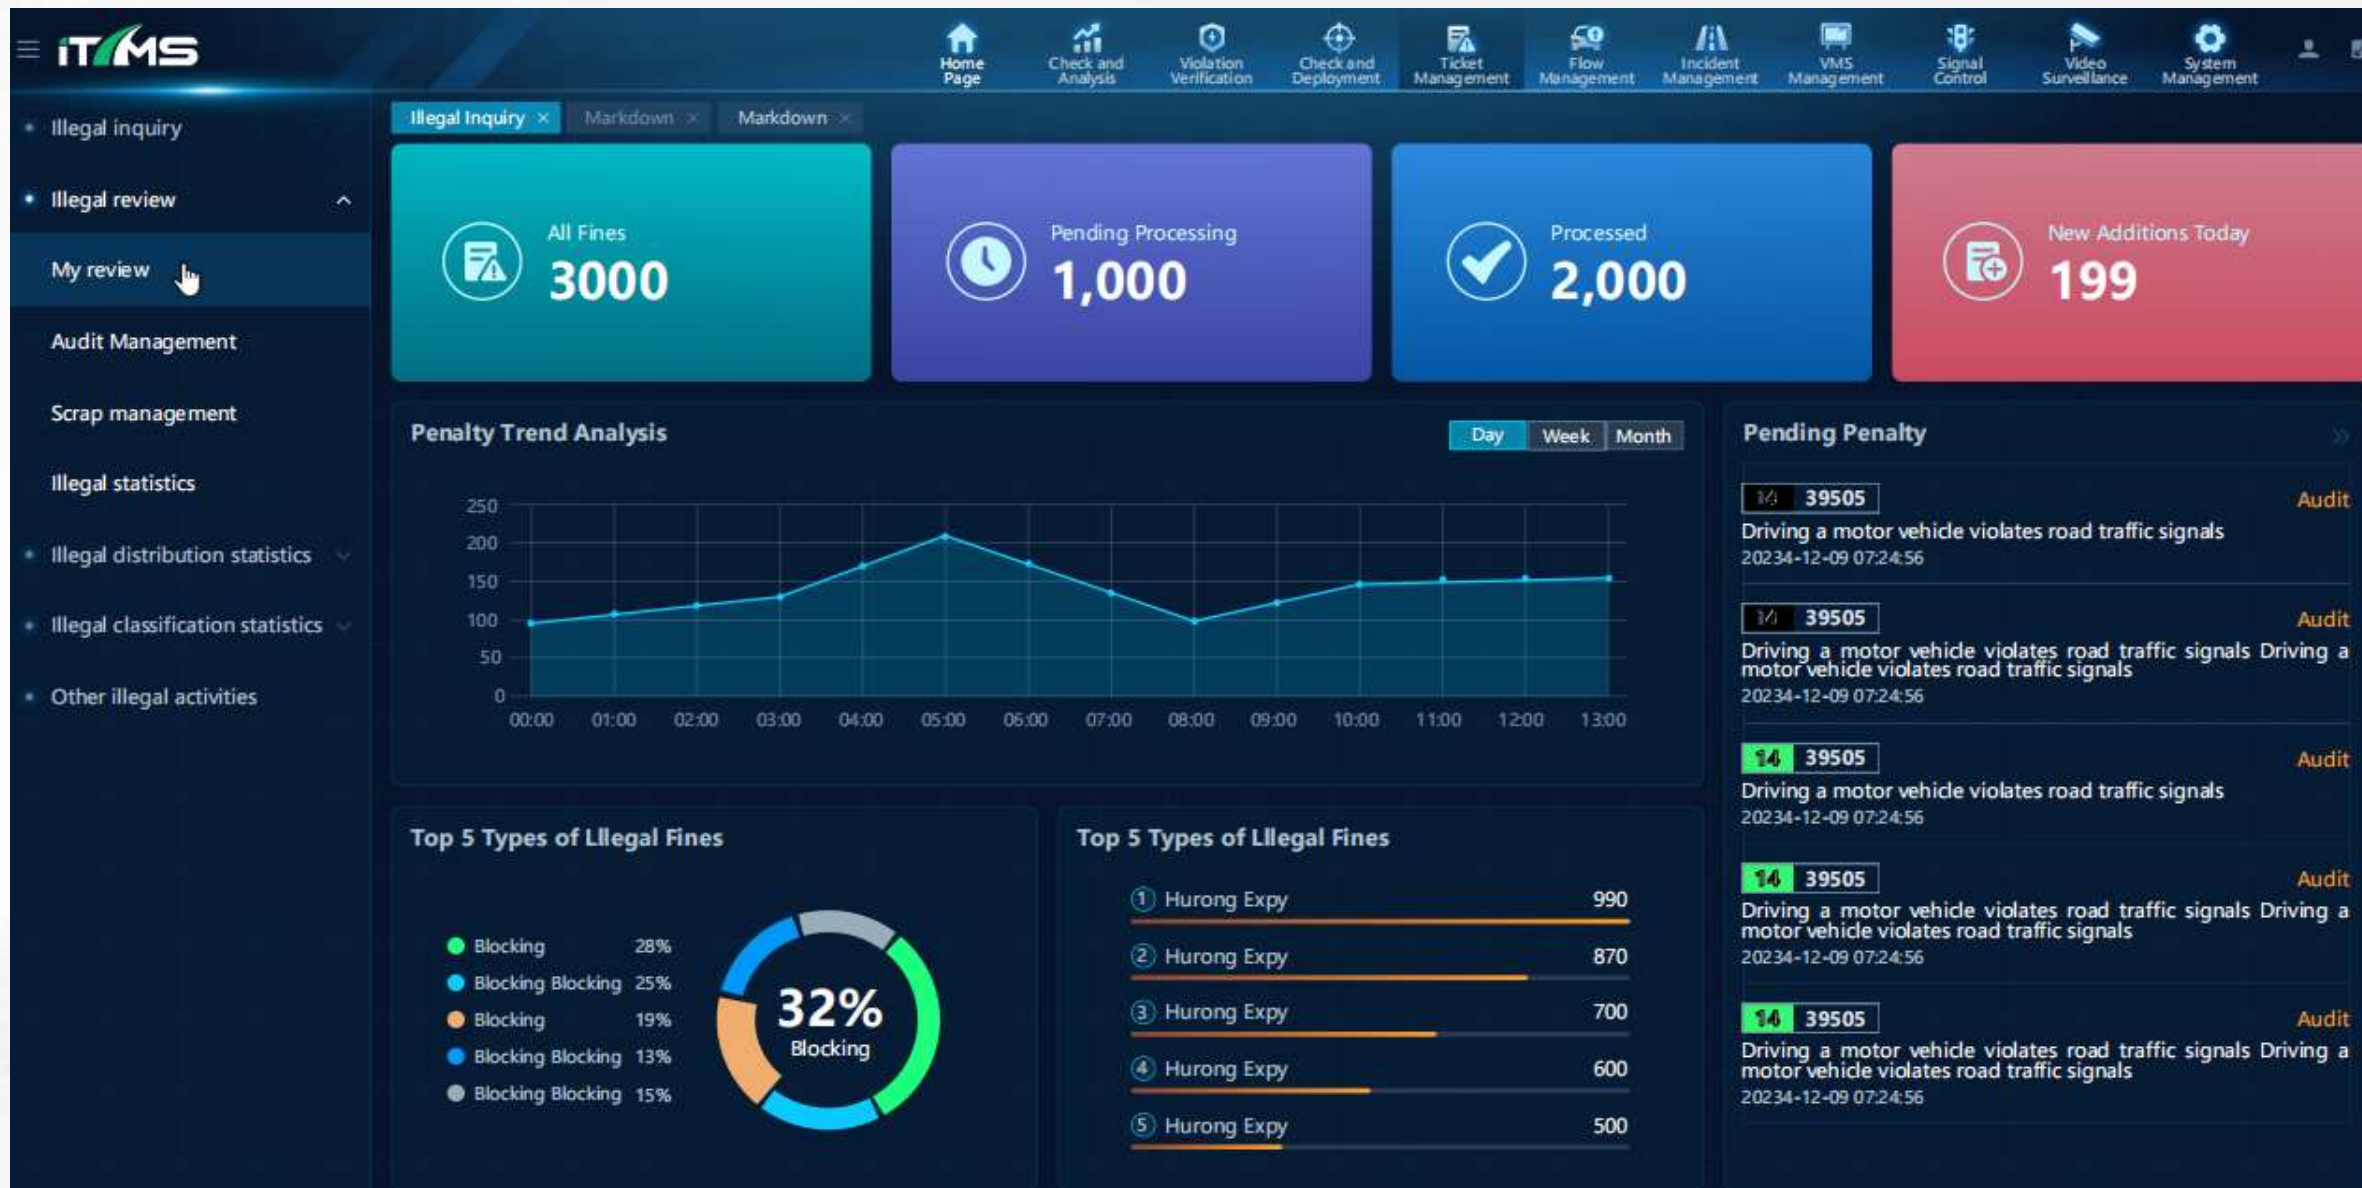 iTMS
Home
Page
Check and
Analysis
Violation
Verification
Check and
Deployment
Ticket
Management
Flow
Management
Incident
Management
VMS
Management
Signal
Control
Video
Surveillance
System
Management
Illegal inquiry
Illegal review
My review
Audit Management
Scrap management
Illegal statistics
Illegal distribution statistics
Illegal classification statistics
Other illegal activities
Illegal Inquiry ×
Markdown ×
Markdown ×
All Fines
3000
Pending Processing
1,000
Processed
2,000
New Additions Today
199
Penalty Trend Analysis
Day Week Month
250
200
150
100
50
0
00:00 01:00 02:00 03:00 04:00 05:00 06:00 07:00 08:00 09:00 10:00 11:00 12:00 13:00
Top 5 Types of Lllegal Fines
Blocking 28%
Blocking Blocking 25%
Blocking 19%
Blocking Blocking 13%
Blocking Blocking 15%
32%
Blocking
Top 5 Types of Lllegal Fines
1 Hurong Expy 990
2 Hurong Expy 870
3 Hurong Expy 700
4 Hurong Expy 600
5 Hurong Expy 500
Pending Penalty
14 39505 Audit
Driving a motor vehicle violates road traffic signals
20234-12-09 07:24:56
14 39505 Audit
Driving a motor vehicle violates road traffic signals Driving a
motor vehicle violates road traffic signals
20234-12-09 07:24:56
14 39505 Audit
Driving a motor vehicle violates road traffic signals
20234-12-09 07:24:56
14 39505 Audit
Driving a motor vehicle violates road traffic signals Driving a
motor vehicle violates road traffic signals
20234-12-09 07:24:56
14 39505 Audit
Driving a motor vehicle violates road traffic signals Driving a
motor vehicle violates road traffic signals
20234-12-09 07:24:56